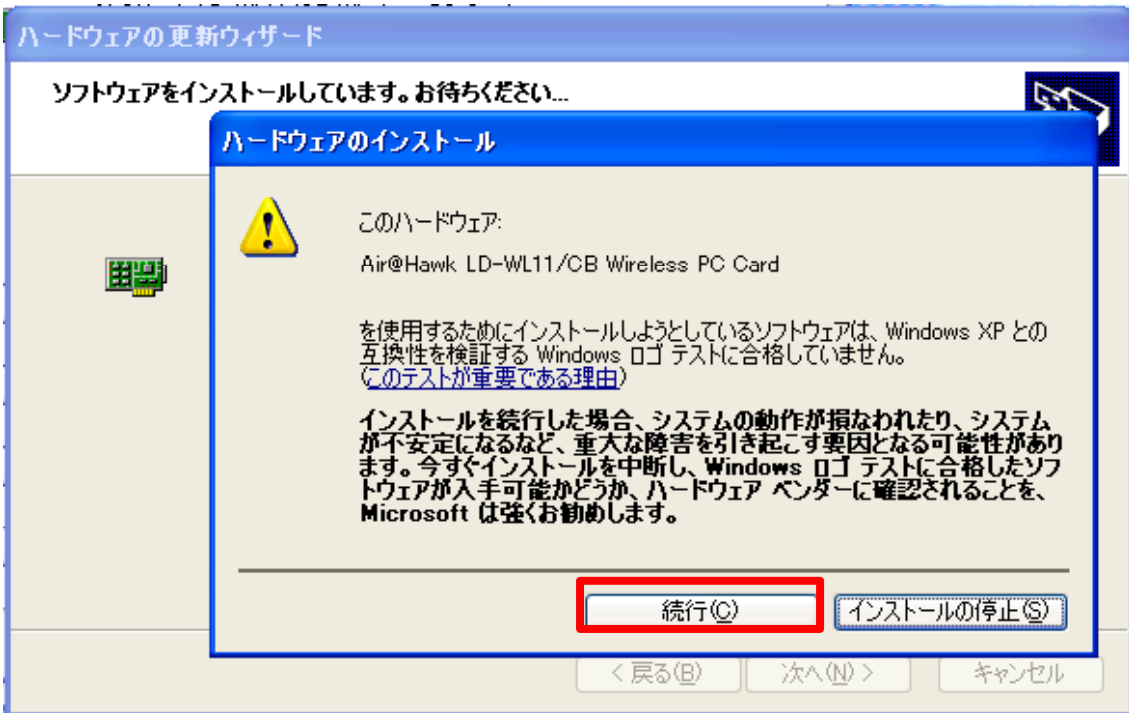 ハードウェアの更新ウィザード
ソフトウェアをインストールしています。お待ちください...
ハードウェアのインストール
このハードウェア:
Air@Hawk LD-WL11/CB Wireless PC Card
を使用するためにインストールしようとしているソフトウェアは、Windows XP との
互換性を検証する Windows ロゴ テストに合格していません。
(このテストが重要である理由)
インストールを続行した場合、システムの動作が損なわれたり、システム
が不安定になるなど、重大な障害を引き起こす要因となる可能性があり
ます。今すぐインストールを中断し、Windows ロゴ テストに合格したソフ
トウェアが入手可能かどうか、ハードウェア ベンダーに確認されることを、
Microsoft は強くお勧めします。
続行(C)
インストールの停止(S)
< 戻る(B)
次へ(N) >
キャンセル